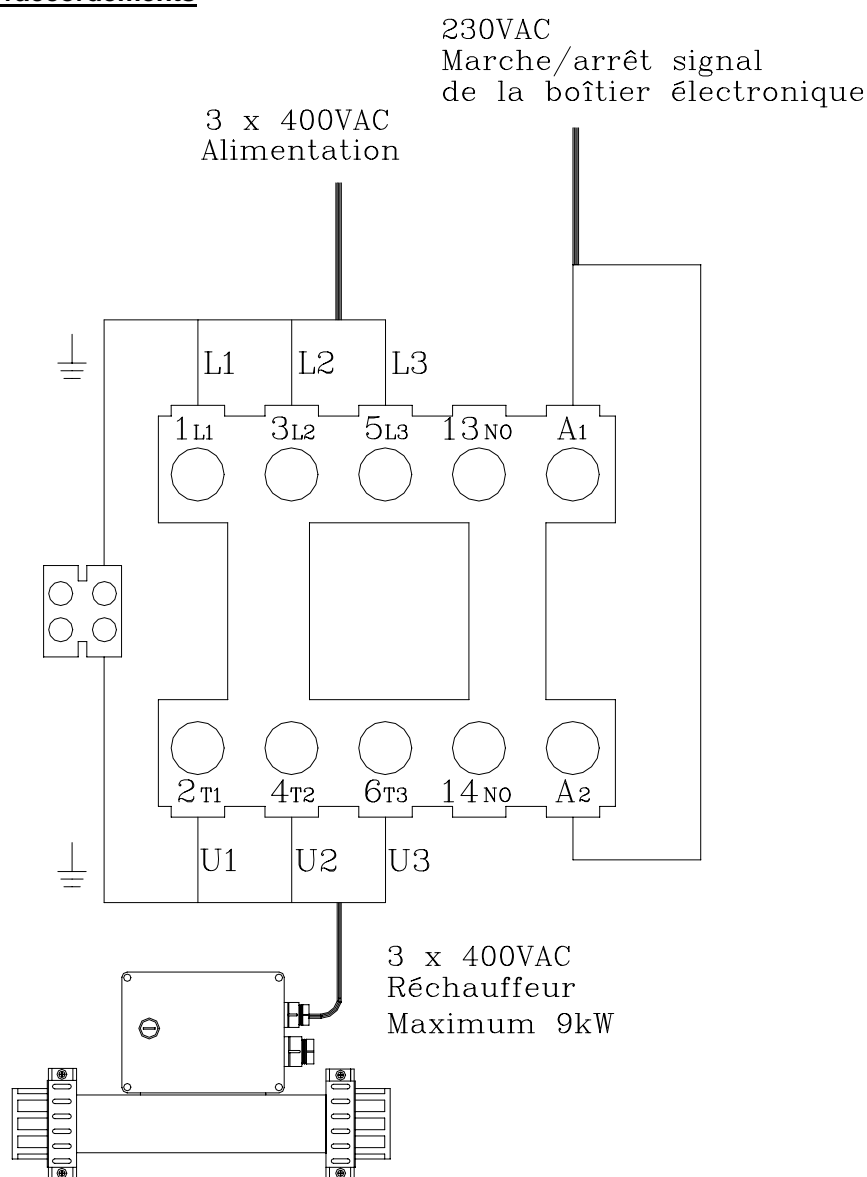 raccordements
230VAC
Marche/arrêt signal
de la boîtier électronique
3 x 400VAC
Alimentation
L1 L2 L3
1L1 3L2 5L3 13NO A1
2T1 4T2 6T3 14NO A2
U1 U2 U3
3 x 400VAC
Réchauffeur
Maximum 9kW